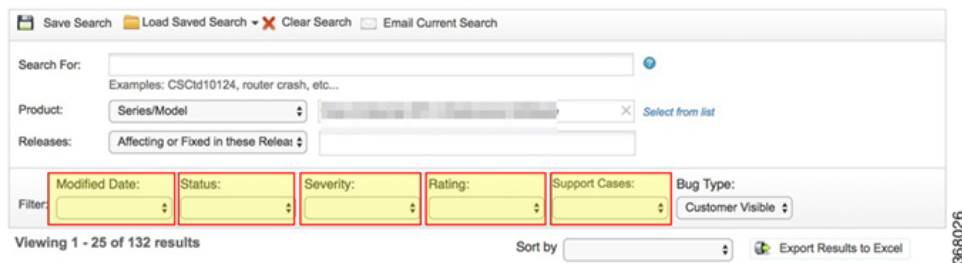 Save Search Load Saved Search Clear Search Email Current Search
Search For:
Examples: CSCtd10124, router crash, etc...
Product: Series/Model Select from list
Releases: Affecting or Fixed in these Releas
Modified Date: Status: Severity: Rating: Support Cases: Bug Type:
Filter: Customer Visible
Viewing 1 - 25 of 132 results Sort by Export Results to Excel
368026